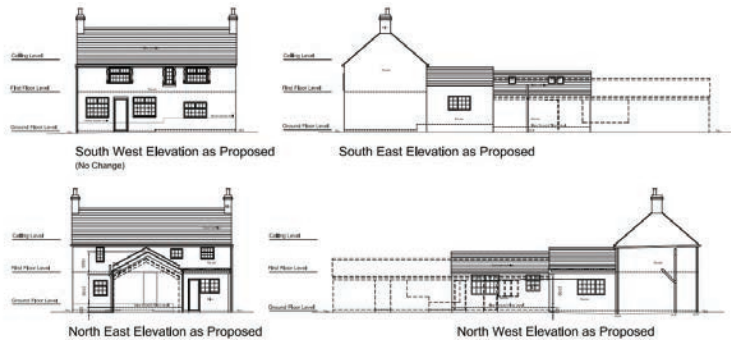 Ceiling Level
First Floor Level
Ground Floor Level
South West Elevation as Proposed
(No Change)
Ceiling Level
First Floor Level
Ground Floor Level
South East Elevation as Proposed
Ceiling Level
First Floor Level
Ground Floor Level
North East Elevation as Proposed
Ceiling Level
First Floor Level
Ground Floor Level
North West Elevation as Proposed